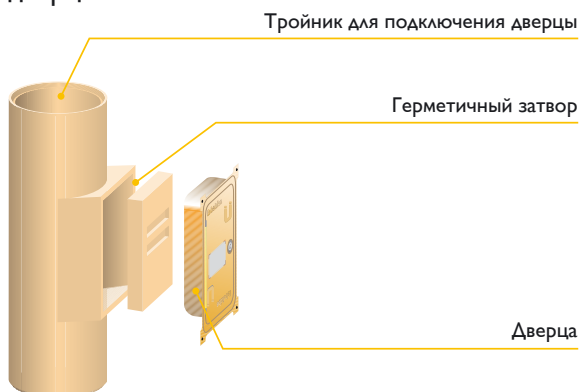 Тройник для подключения дверцы
Герметичный затвор
Дверца